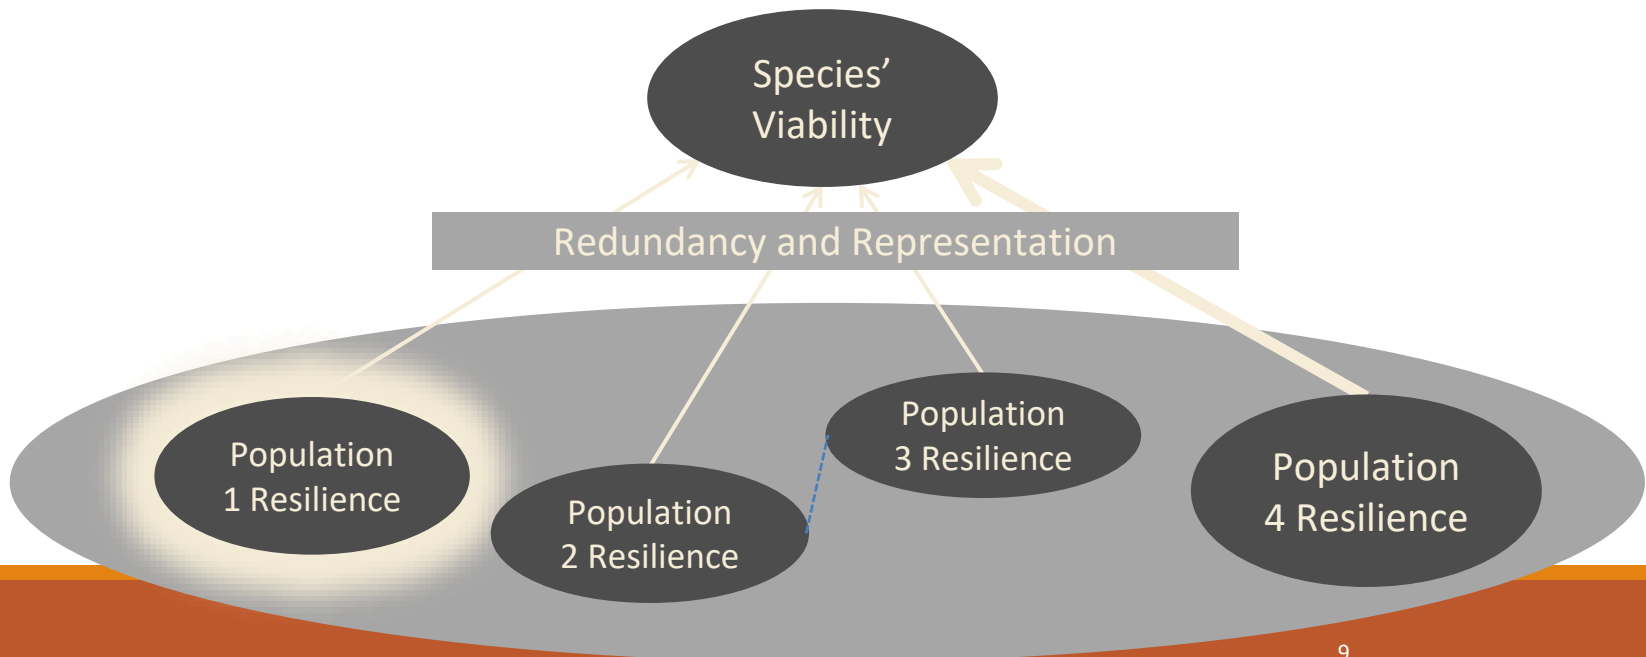 Species’
Viability
Redundancy and Representation
Population
1 Resilience
Population
2 Resilience
Population
3 Resilience
Population
4 Resilience
9